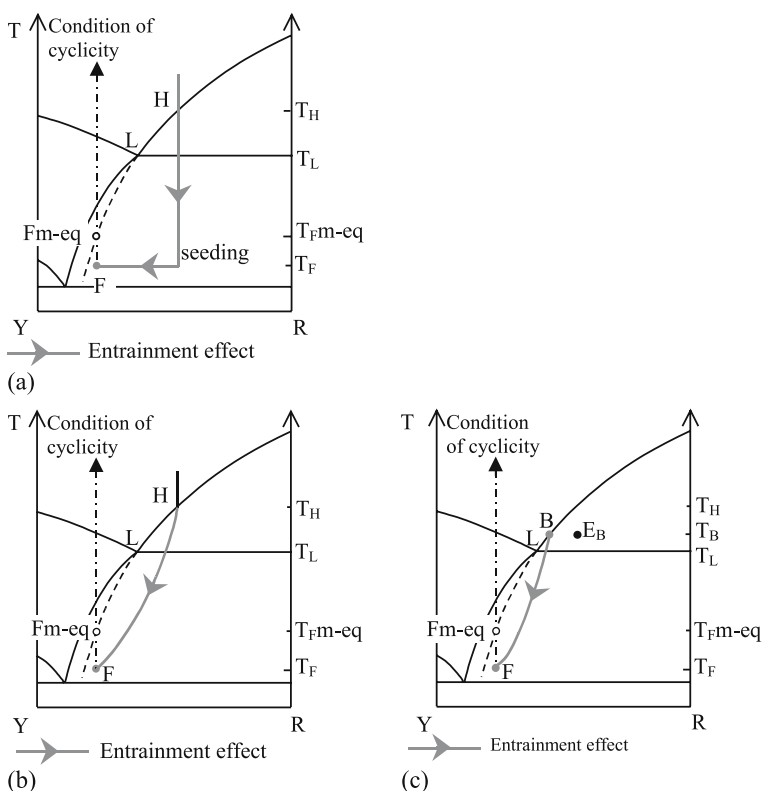 T
Condition of
cyclicity
H
T_H
L
T_L
Fm-eq
T_Fm-eq
seeding
T_F
F
Y
R
Entrainment effect
(a)
T
Condition of
cyclicity
H
T_H
L
T_L
Fm-eq
T_Fm-eq
F
T_F
Y
R
Entrainment effect
(b)
T
Condition
of cyclicity
T_H
B
E_B
T_B
L
T_L
Fm-eq
T_Fm-eq
F
T_F
Y
R
Entrainment effect
(c)